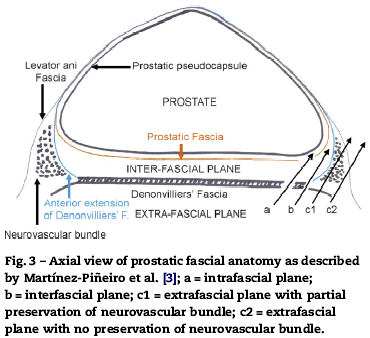 Levator ani
Fascia
Prostatic pseudocapsule
PROSTATE
Prostatic Fascia
INTER-FASCIAL PLANE
Denonvilliers' Fascia
Anterior extension
of Denonvilliers' F.
EXTRA-FASCIAL PLANE
a b c1 c2
Neurovascular bundle
Fig. 3 – Axial view of prostatic fascial anatomy as described
by Martínez-Piñeiro et al. [3]; a = intrafascial plane;
b = interfascial plane; c1 = extrafascial plane with partial
preservation of neurovascular bundle; c2 = extrafascial
plane with no preservation of neurovascular bundle.